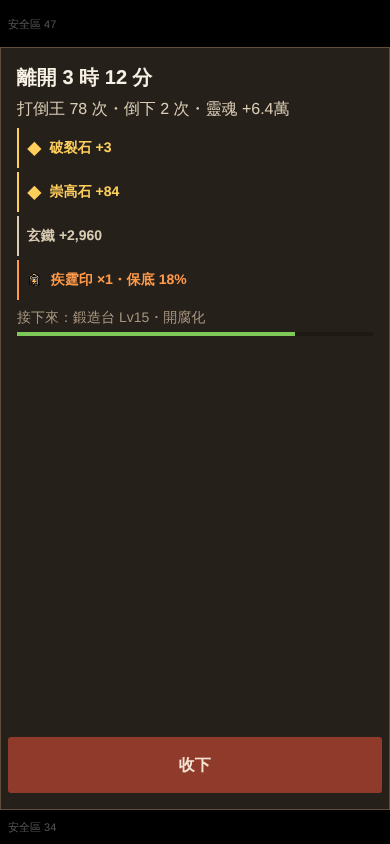 安全區 47
離開 3 時 12 分
打倒王 78 次・倒下 2 次・靈魂 +6.4萬
破裂石 +3
崇高石 +84
玄鐵 +2,960
疾霆印 ×1・保底 18%
接下來：鍛造台 Lv15・開腐化
收下
安全區 34